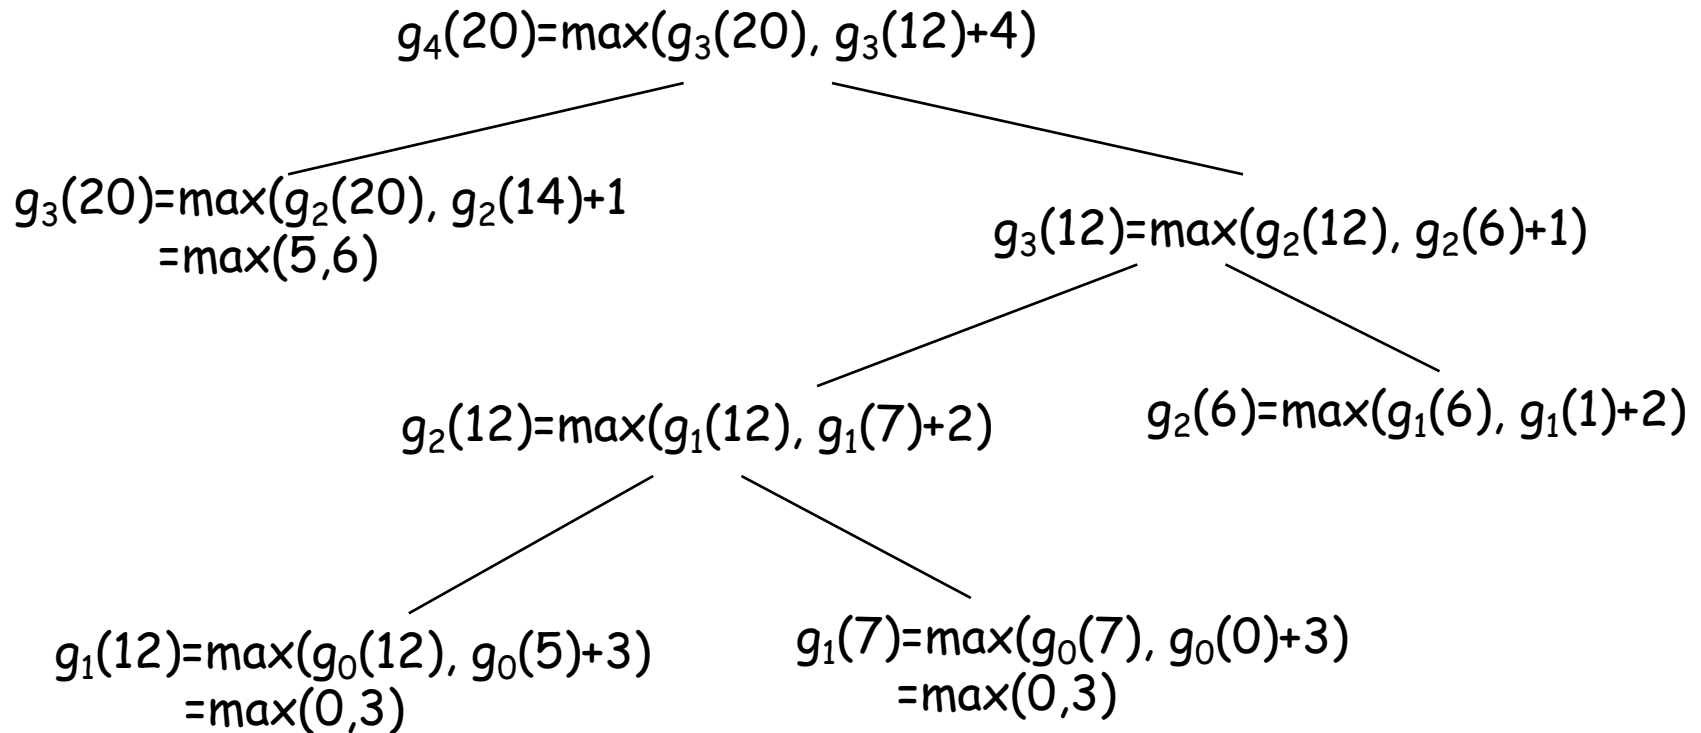 g₄(20)=max(g₃(20), g₃(12)+4)
g₃(20)=max(g₂(20), g₂(14)+1
=max(5,6)
g₃(12)=max(g₂(12), g₂(6)+1)
g₂(12)=max(g₁(12), g₁(7)+2)
g₂(6)=max(g₁(6), g₁(1)+2)
g₁(12)=max(g₀(12), g₀(5)+3)
=max(0,3)
g₁(7)=max(g₀(7), g₀(0)+3)
=max(0,3)